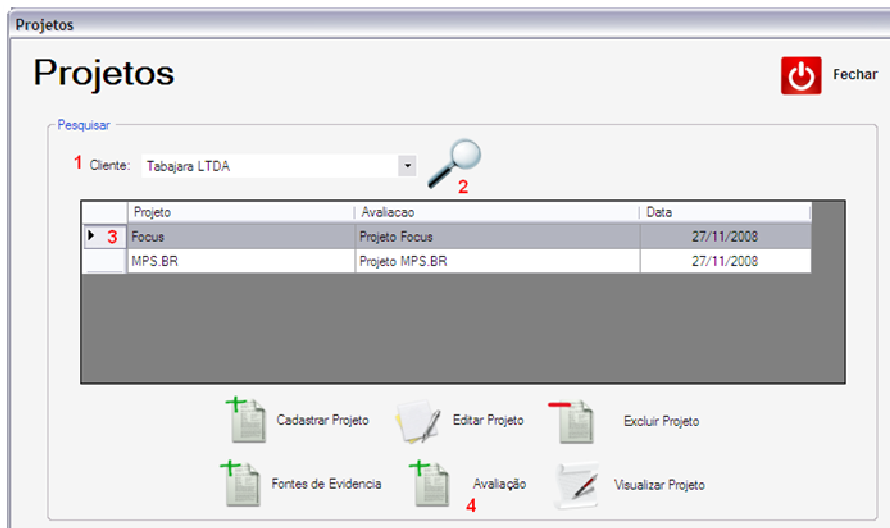 Projetos
Projetos
Fechar
Pesquisar
1 Cliente: Tabajara LTDA
2
Projeto Avaliacao Data
3 Focus Projeto Focus 27/11/2008
MPS.BR Projeto MPS.BR 27/11/2008
Cadastrar Projeto Editar Projeto Excluir Projeto
Fontes de Evidencia Avaliação Visualizar Projeto
4